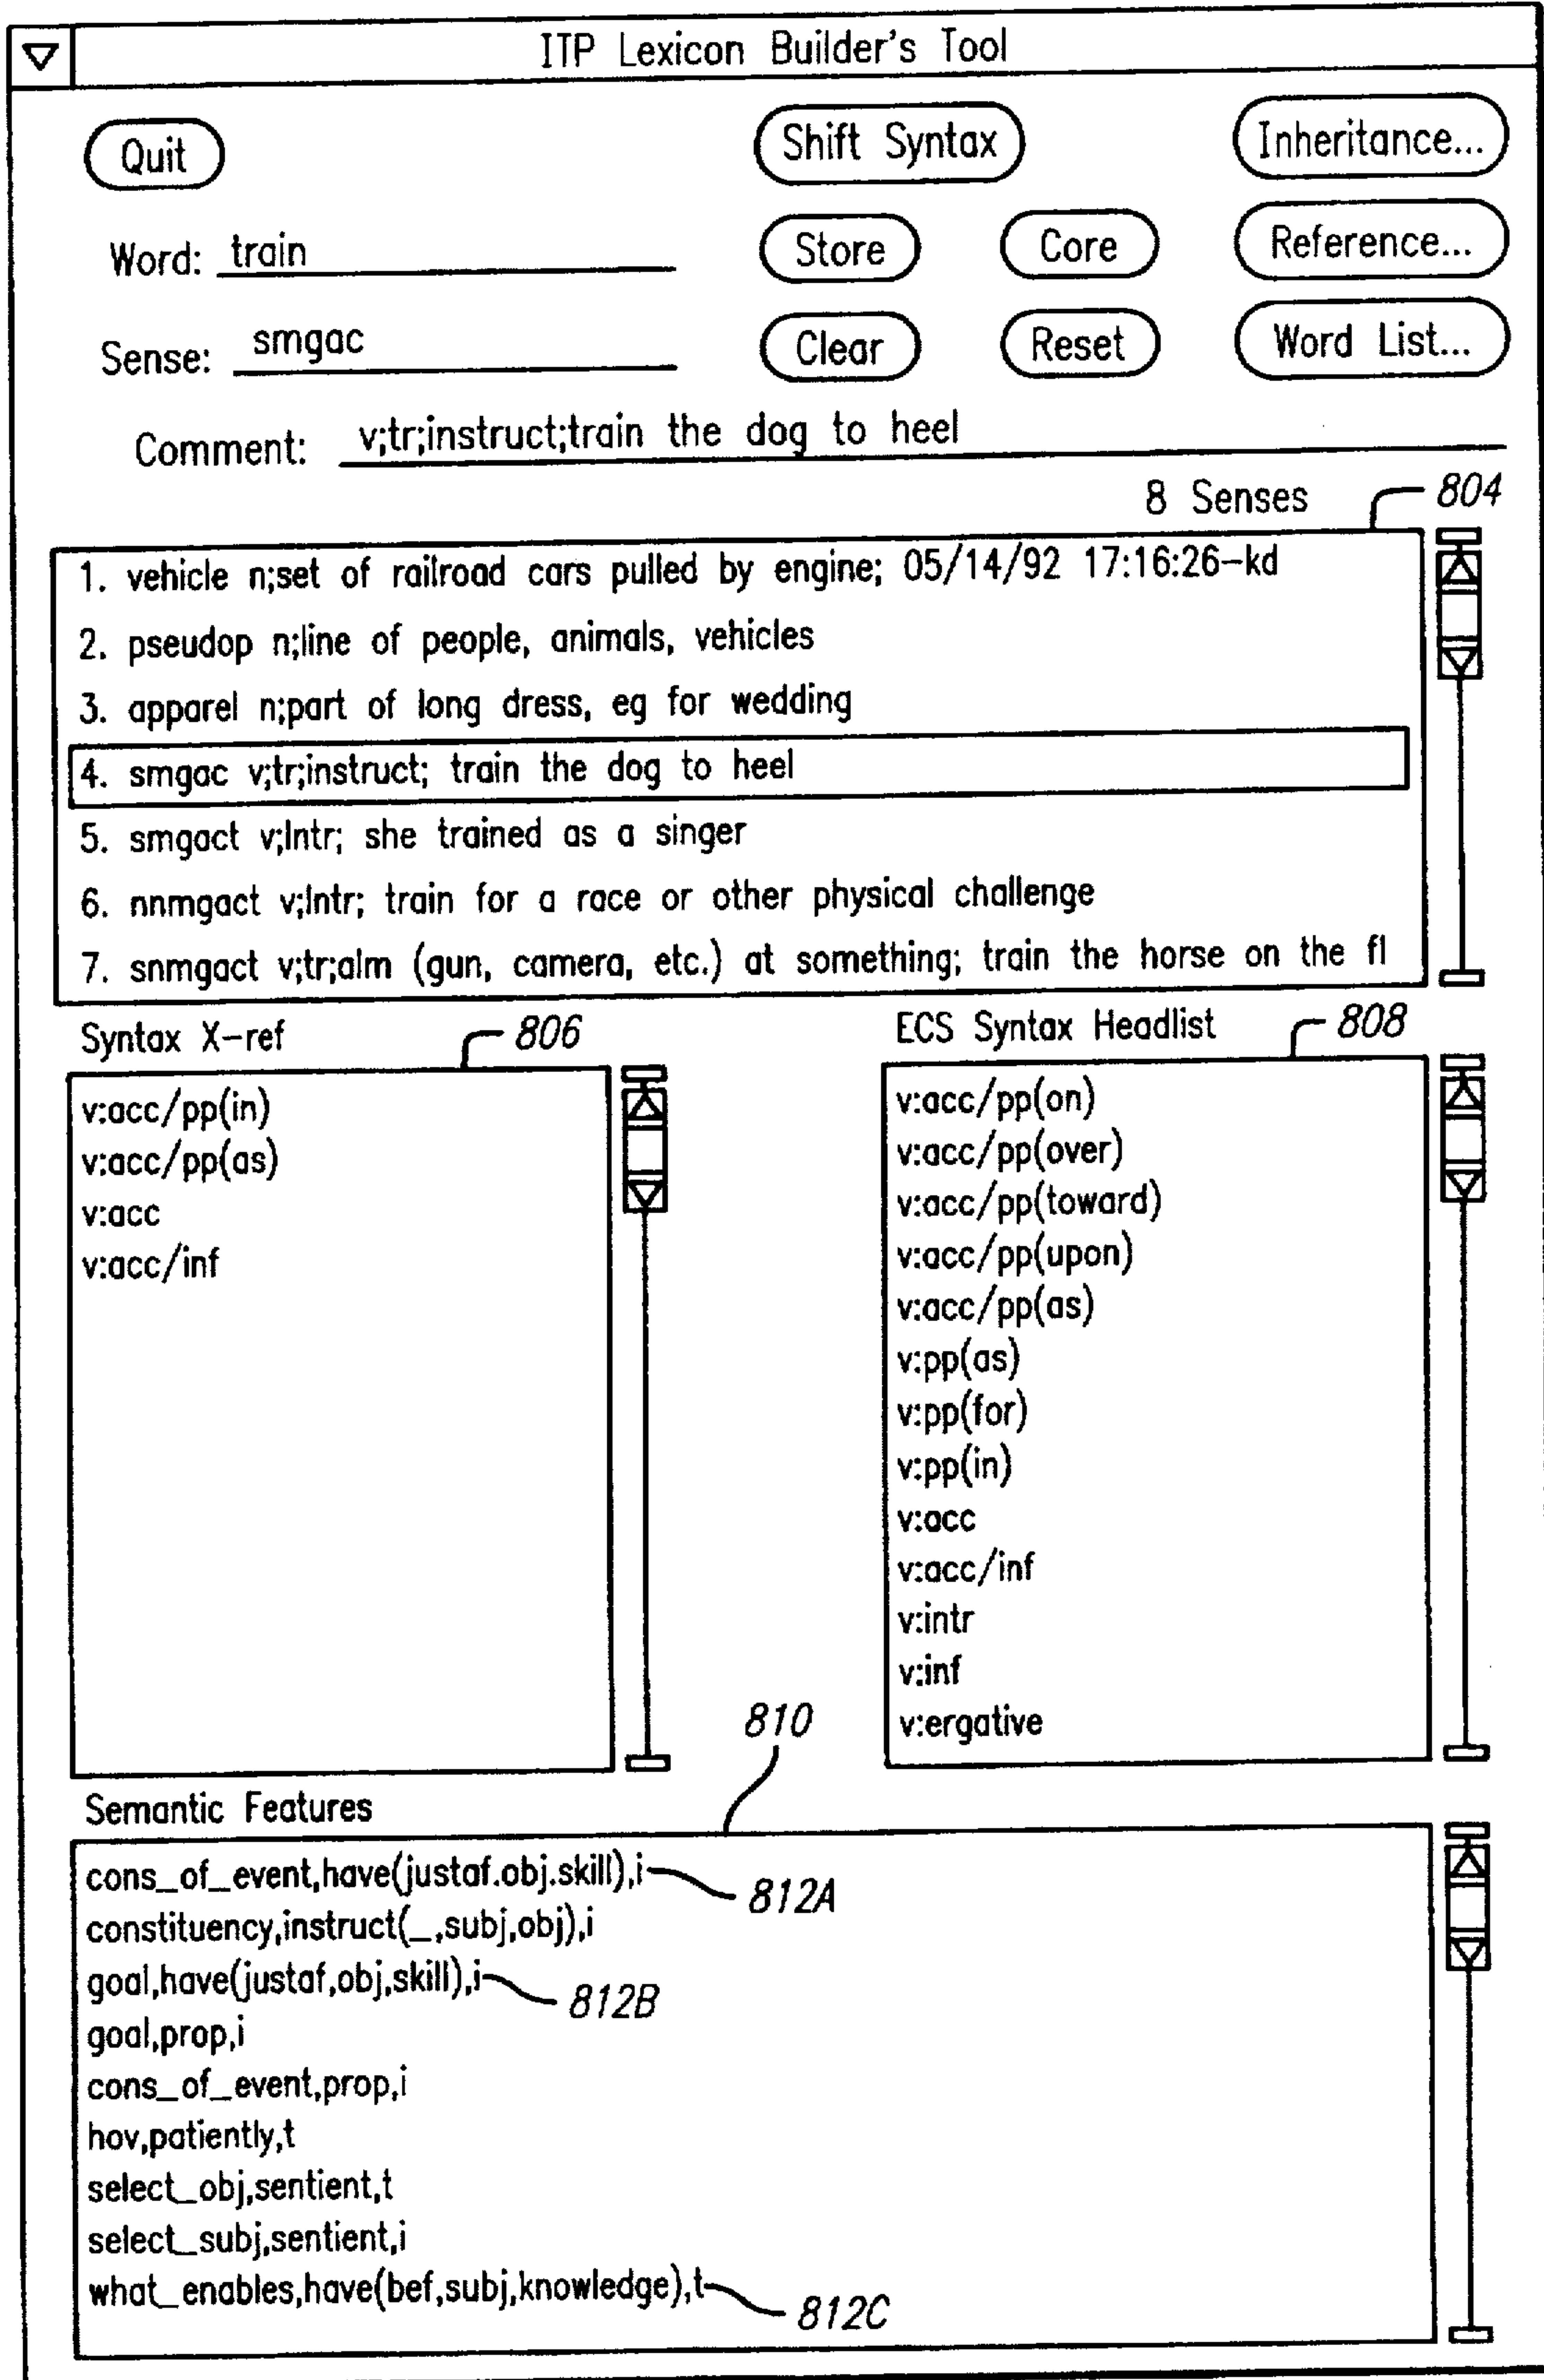 ITP Lexicon Builder's Tool
Quit Shift Syntax Inheritance...
Word: train Store Core Reference...
Sense: smgac Clear Reset Word List...
Comment: v;tr;instruct;train the dog to heel
8 Senses 804
1. vehicle n;set of railroad cars pulled by engine; 05/14/92 17:16:26-kd
2. pseudop n;line of people, animals, vehicles
3. apparel n;part of long dress, eg for wedding
4. smgac v;tr;instruct; train the dog to heel
5. smgact v;Intr; she trained as a singer
6. nnmgact v;Intr; train for a race or other physical challenge
7. snmgact v;tr;alm (gun, camera, etc.) at something; train the horse on the fl
Syntax X-ref 806
v:acc/pp(in)
v:acc/pp(as)
v:acc
v:acc/inf
ECS Syntax Headlist 808
v:acc/pp(on)
v:acc/pp(over)
v:acc/pp(toward)
v:acc/pp(upon)
v:acc/pp(as)
v:pp(as)
v:pp(for)
v:pp(in)
v:acc
v:acc/inf
v:intr
v:inf
v:ergative
810
Semantic Features
cons_of_event,have(justaf.obj.skill),i 812A
constituency,instruct(_,subj,obj),i
goal,have(justaf,obj,skill),i 812B
goal,prop,i
cons_of_event,prop,i
hov,patiently,t
select_obj,sentient,t
select_subj,sentient,i
what_enables,have(bef,subj,knowledge),t 812C